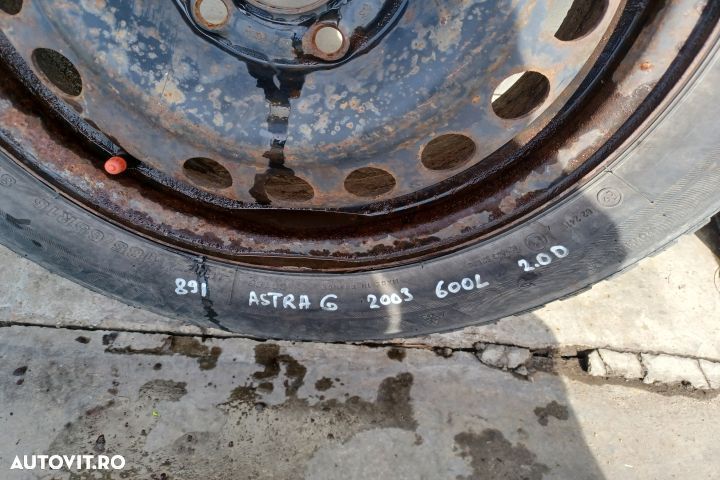 891 ASTRA G 2003 600L 2.0D
AUTOVIT.RO